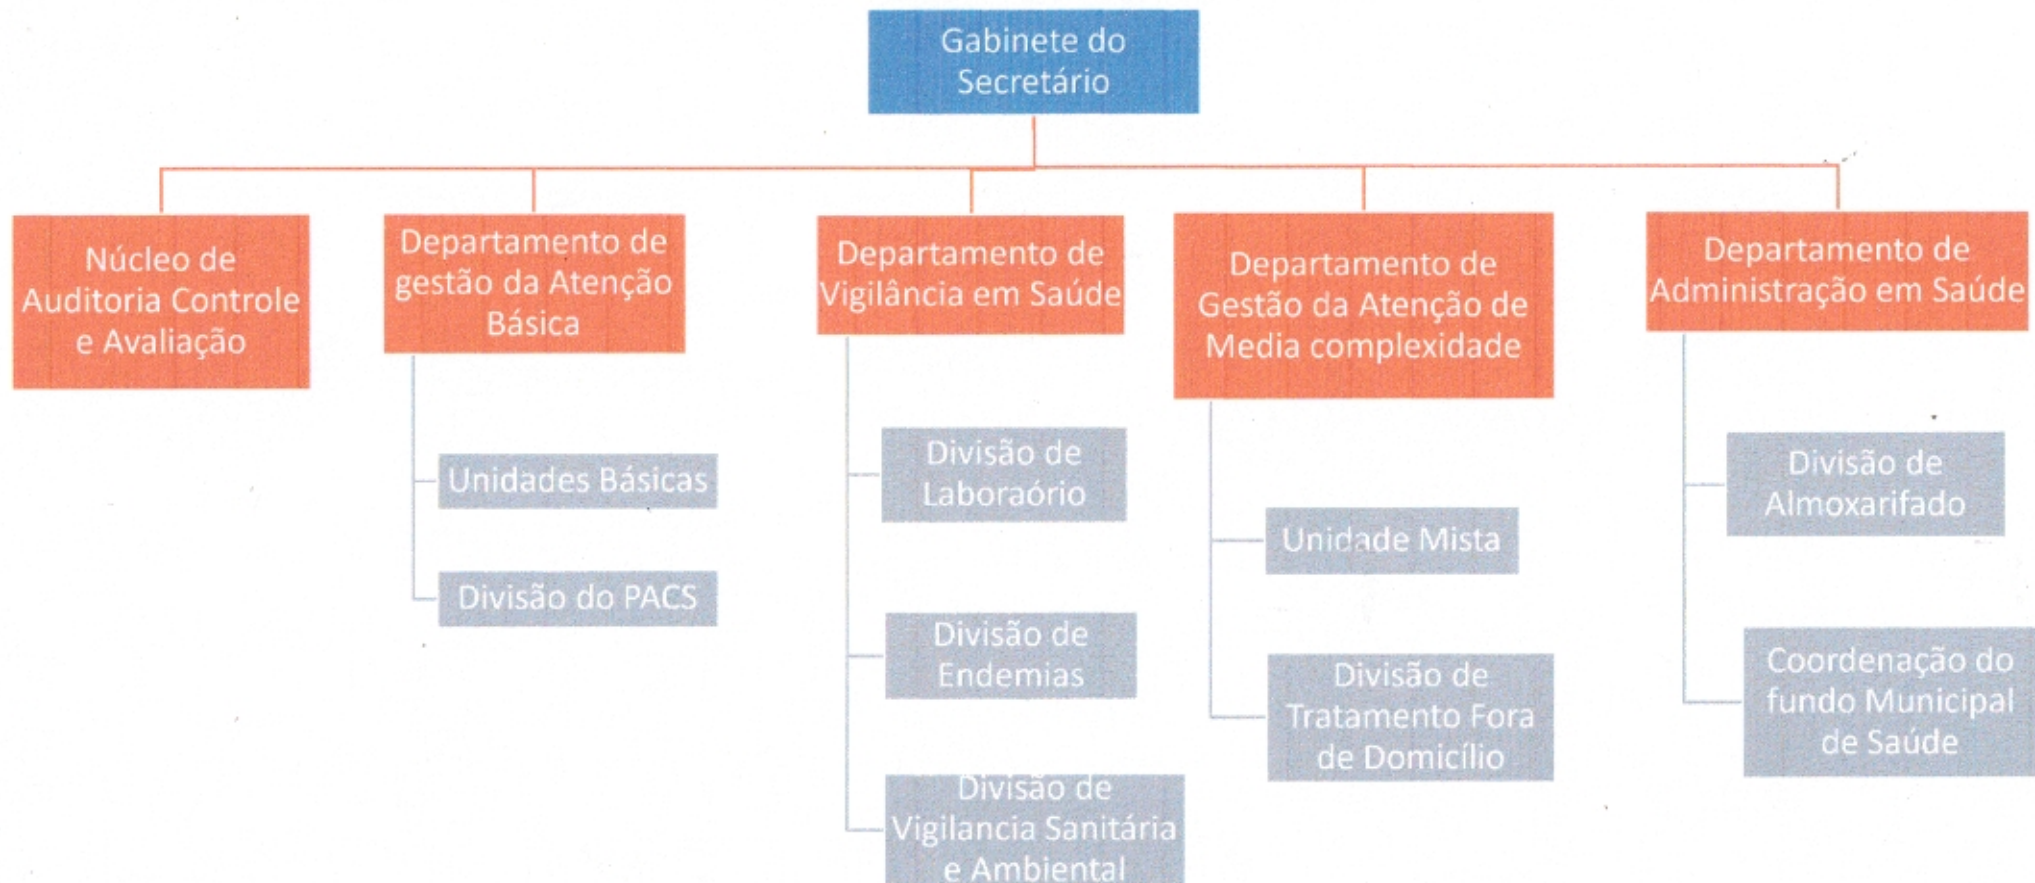 Gabinete do
Secretário
Núcleo de
Auditoria Controle
e Avaliação
Departamento de
gestão da Atenção
Básica
Departamento de
Vigilância em Saúde
Departamento de
Gestão da Atenção de
Media complexidade
Departamento de
Administração em Saúde
Unidades Básicas
Divisão do PACS
Divisão de
Laboraório
Divisão de
Endemias
Divisão de
Vigilancia Sanitária
e Ambiental
Unidade Mista
Divisão de
Tratamento Fora
de Domicílio
Divisão de
Almoxarifado
Coordenação do
fundo Municipal
de Saúde